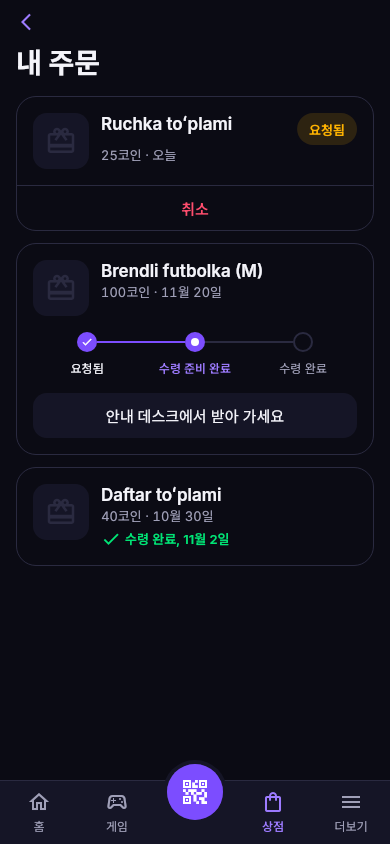 내 주문
Ruchka toʻplami
요청됨
25코인 · 오늘
취소
Brendli futbolka (M)
100코인 · 11월 20일
요청됨
수령 준비 완료
수령 완료
안내 데스크에서 받아 가세요
Daftar toʻplami
40코인 · 10월 30일
수령 완료, 11월 2일
홈
게임
상점
더보기